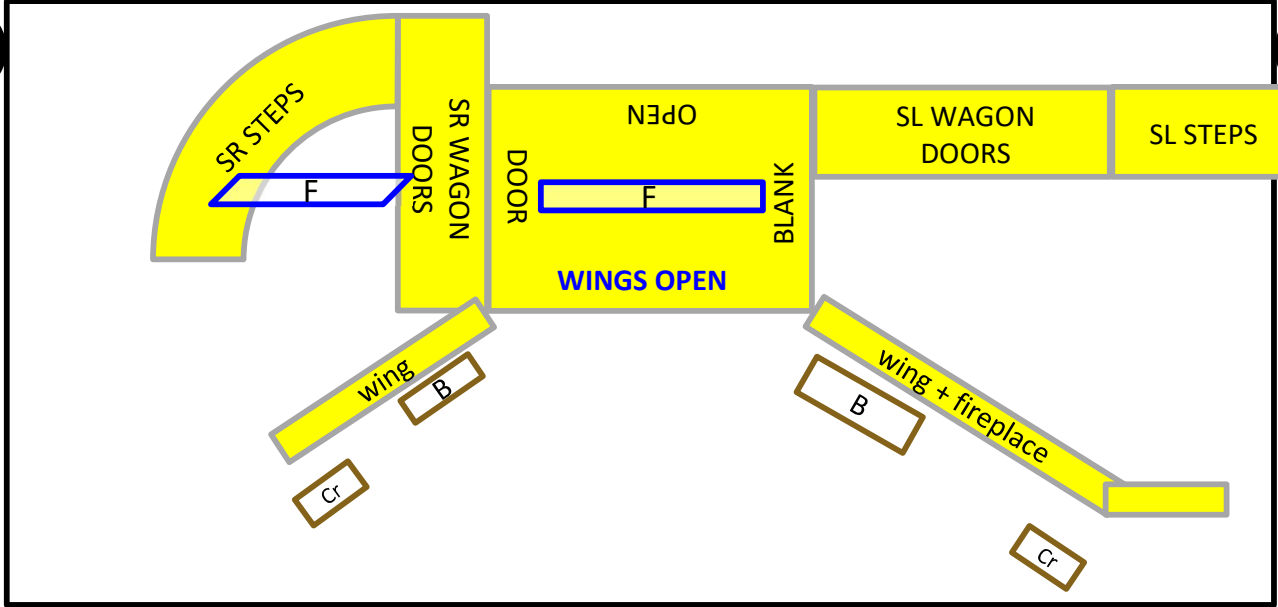 OPEN
SR STEPS
SR WAGON
DOORS
SL WAGON
DOORS
SL STEPS
DOOR
F
F
BLANK
WINGS OPEN
wing
B
B
wing + fireplace
Cr
Cr